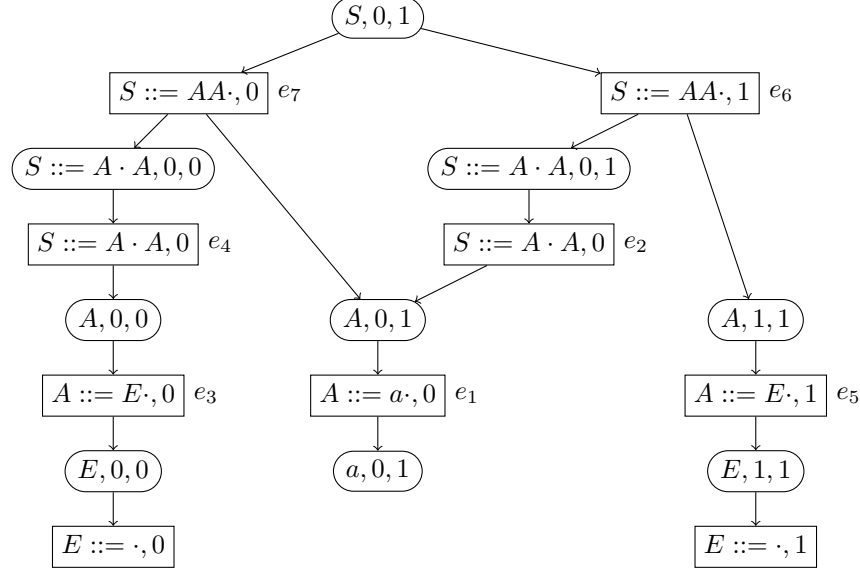 S, 0, 1
S ::= AA·, 0 e₇
S ::= AA·, 1 e₆
S ::= A · A, 0, 0
S ::= A · A, 0, 1
S ::= A · A, 0 e₄
S ::= A · A, 0 e₂
A, 0, 0
A, 0, 1
A, 1, 1
A ::= E·, 0 e₃
A ::= a·, 0 e₁
A ::= E·, 1 e₅
E, 0, 0
a, 0, 1
E, 1, 1
E ::= ·, 0
E ::= ·, 1